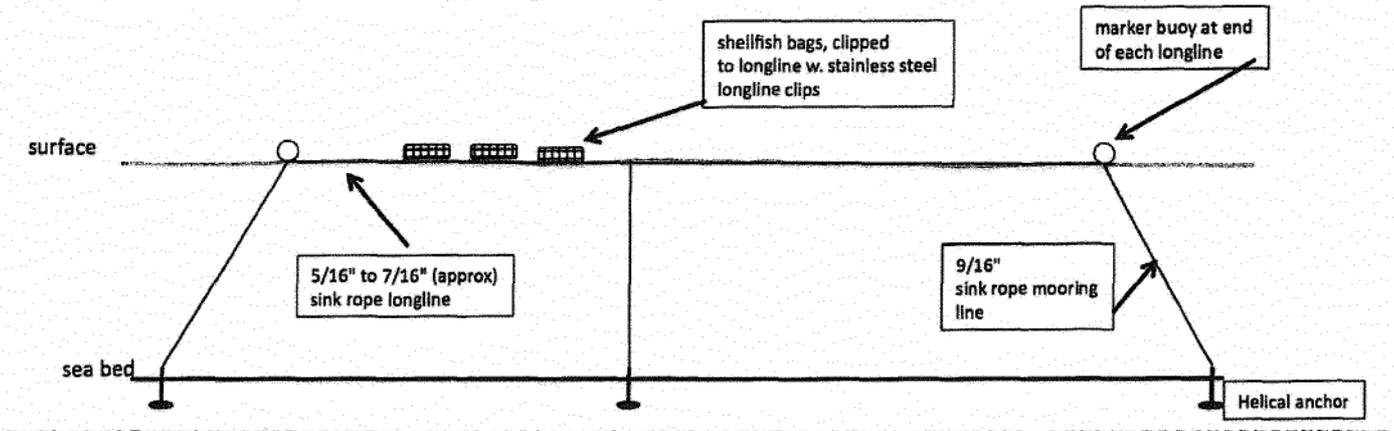 shellfish bags, clipped
to longline w. stainless steel
longline clips
marker buoy at end
of each longline
surface
5/16" to 7/16" (approx)
sink rope longline
9/16"
sink rope mooring
line
sea bed
Helical anchor